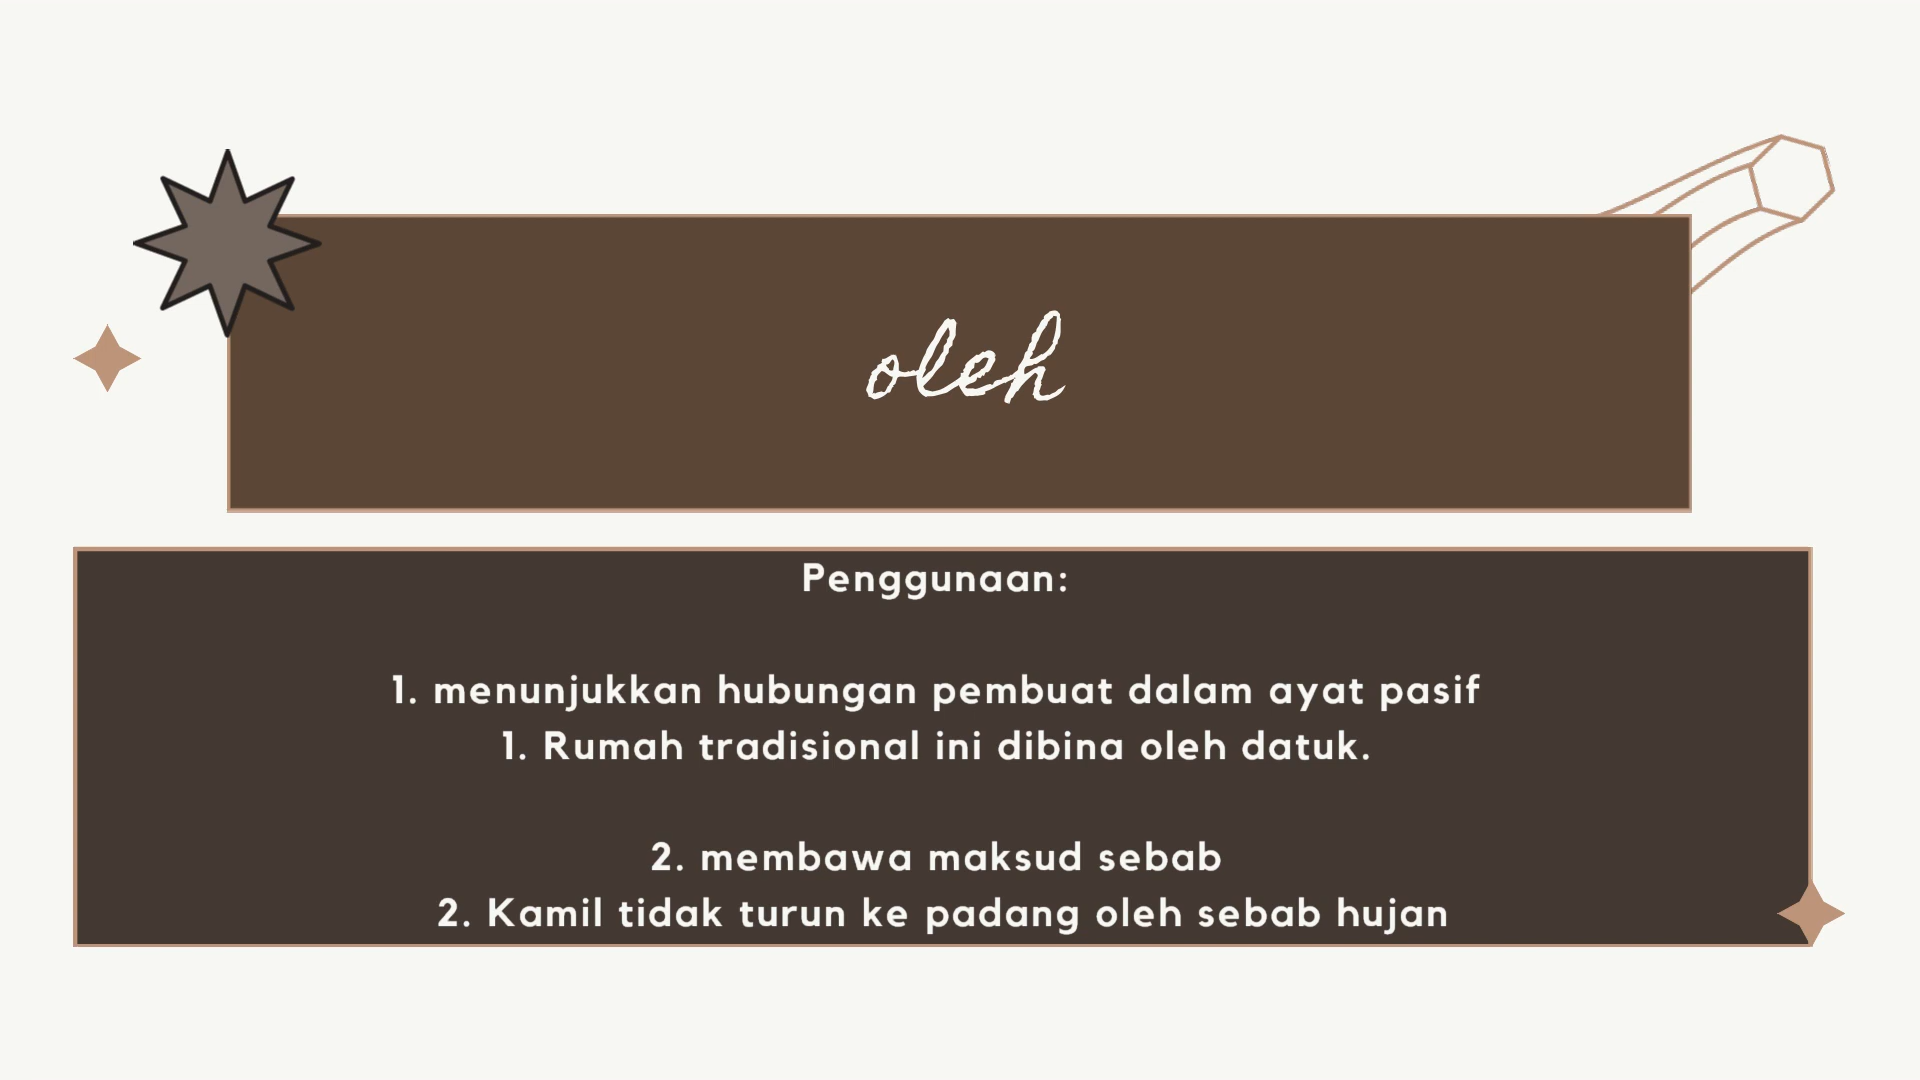 oleh
Penggunaan:
1. menunjukkan hubungan pembuat dalam ayat pasif
1. Rumah tradisional ini dibina oleh datuk.
2. membawa maksud sebab
2. Kamil tidak turun ke padang oleh sebab hujan